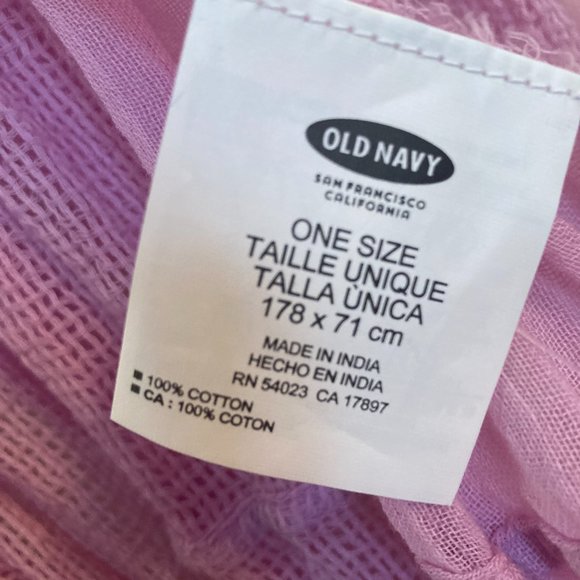 OLD NAVY
SAN FRANCISCO
CALIFORNIA
ONE SIZE
TAILLE UNIQUE
TALLA ÙNICA
178 x 71 cm
MADE IN INDIA
HECHO EN INDIA
RN 54023 CA 17897
100% COTTON
CA : 100% COTON